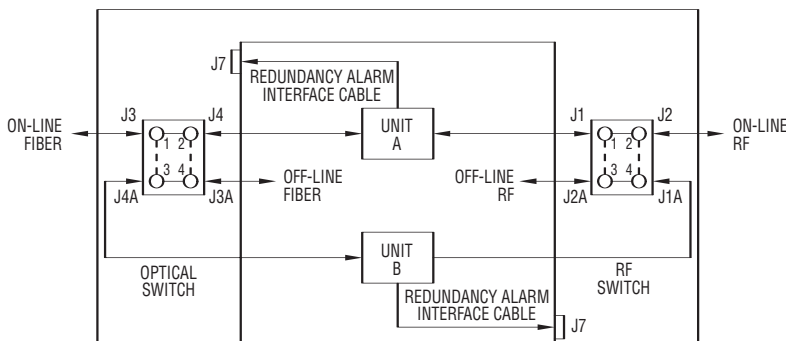 J7
REDUNDANCY ALARM
INTERFACE CABLE
J3
J4
J1
J2
ON-LINE
FIBER
1 2
3 4
UNIT
A
1 2
3 4
ON-LINE
RF
J4A
J3A
OFF-LINE
FIBER
OFF-LINE
RF
J2A
J1A
OPTICAL
SWITCH
UNIT
B
RF
SWITCH
REDUNDANCY ALARM
INTERFACE CABLE
J7